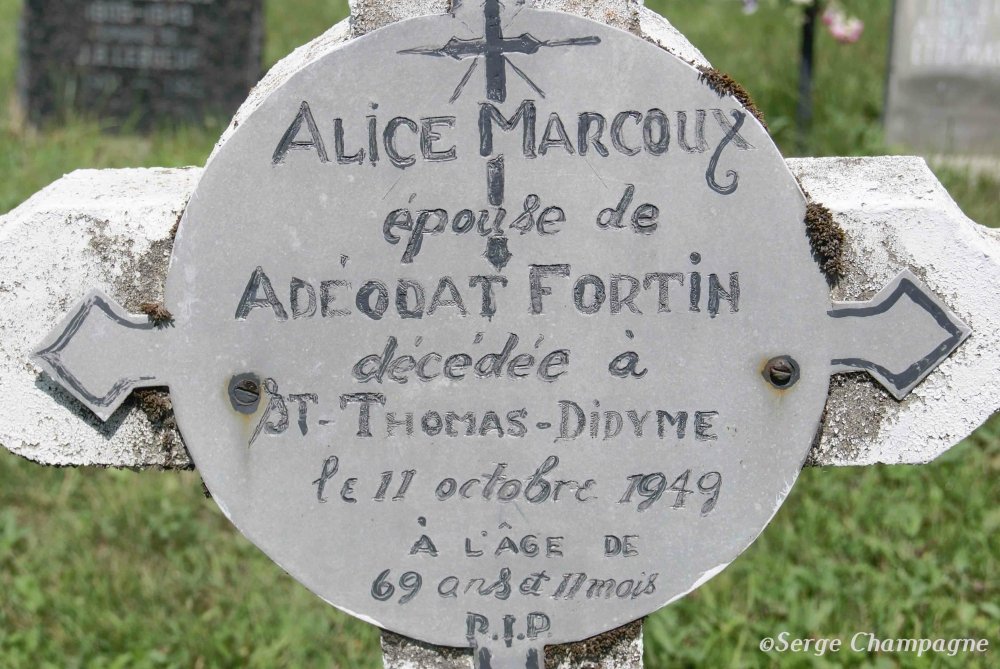 ALICE MARCOUX
épouse de
ADÉODAT FORTIN
décédée à
ST-THOMAS-DIDYME
le 11 octobre 1949
À L'ÂGE DE
69 ans et 11 mois
P.I.P
©Serge Champagne